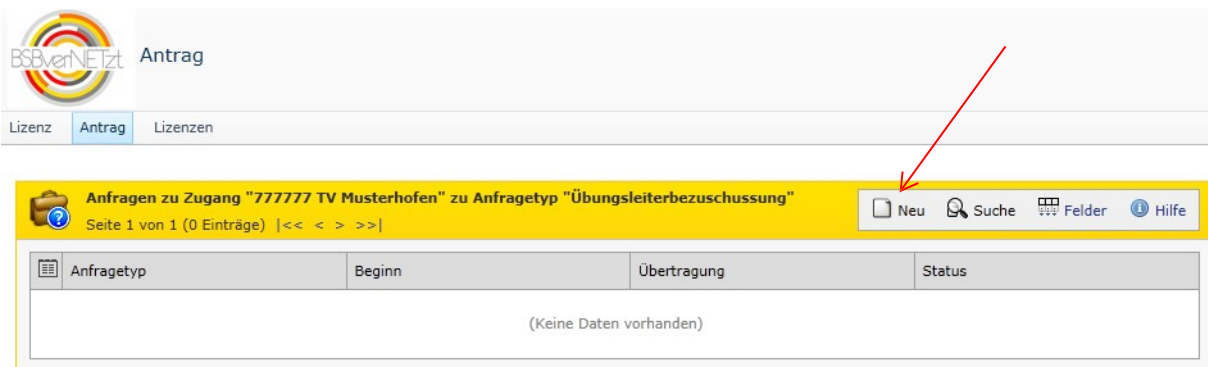 BSBverNETzt
Antrag
Lizenz Antrag Lizenzen
Anfragen zu Zugang "777777 TV Musterhofen" zu Anfragetyp "Übungsleiterbezuschussung"
Seite 1 von 1 (0 Einträge) |<< < > >>|
Neu Suche Felder Hilfe
Anfragetyp Beginn Übertragung Status
(Keine Daten vorhanden)